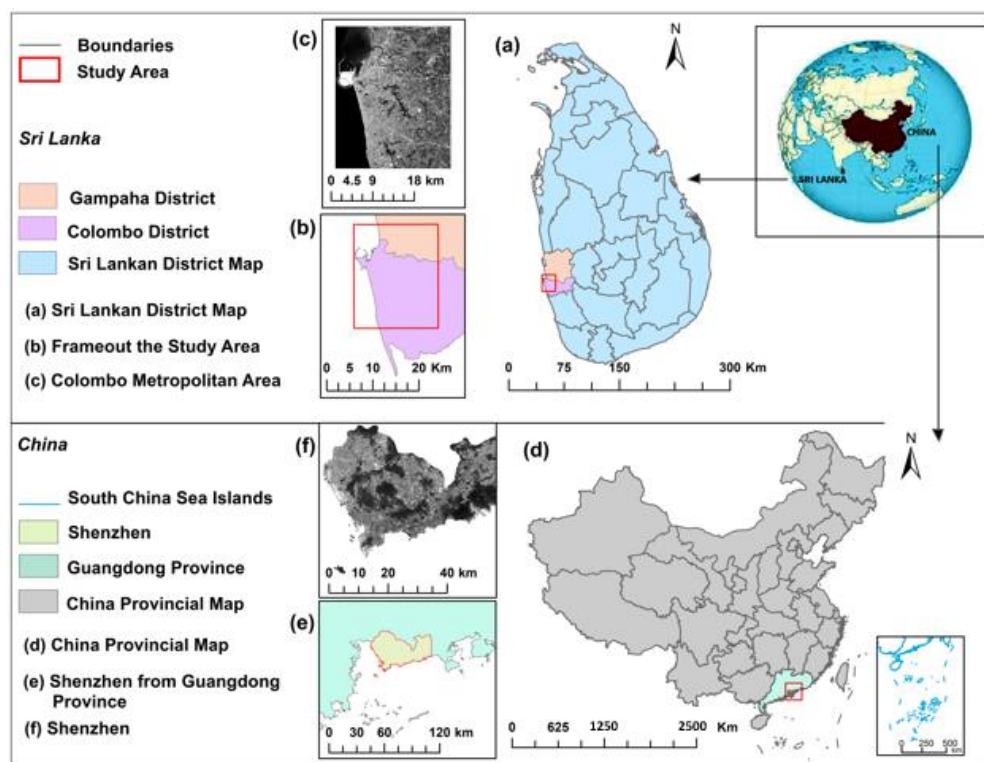 Boundaries
Study Area
Sri Lanka
Gampaha District
Colombo District
Sri Lankan District Map
(a) Sri Lankan District Map
(b) Frameout the Study Area
(c) Colombo Metropolitan Area
(c)
0 4.5 9 18 km
(b)
0 5 10 20 Km
(a)
N
0 75 150 300 Km
CHINA
SRI LANKA
China
South China Sea Islands
Shenzhen
Guangdong Province
China Provincial Map
(d) China Provincial Map
(e) Shenzhen from Guangdong
Province
(f) Shenzhen
(f)
0 10 20 40 km
(e)
0 30 60 120 km
(d)
N
0 625 1250 2500 Km
0 250 500
km